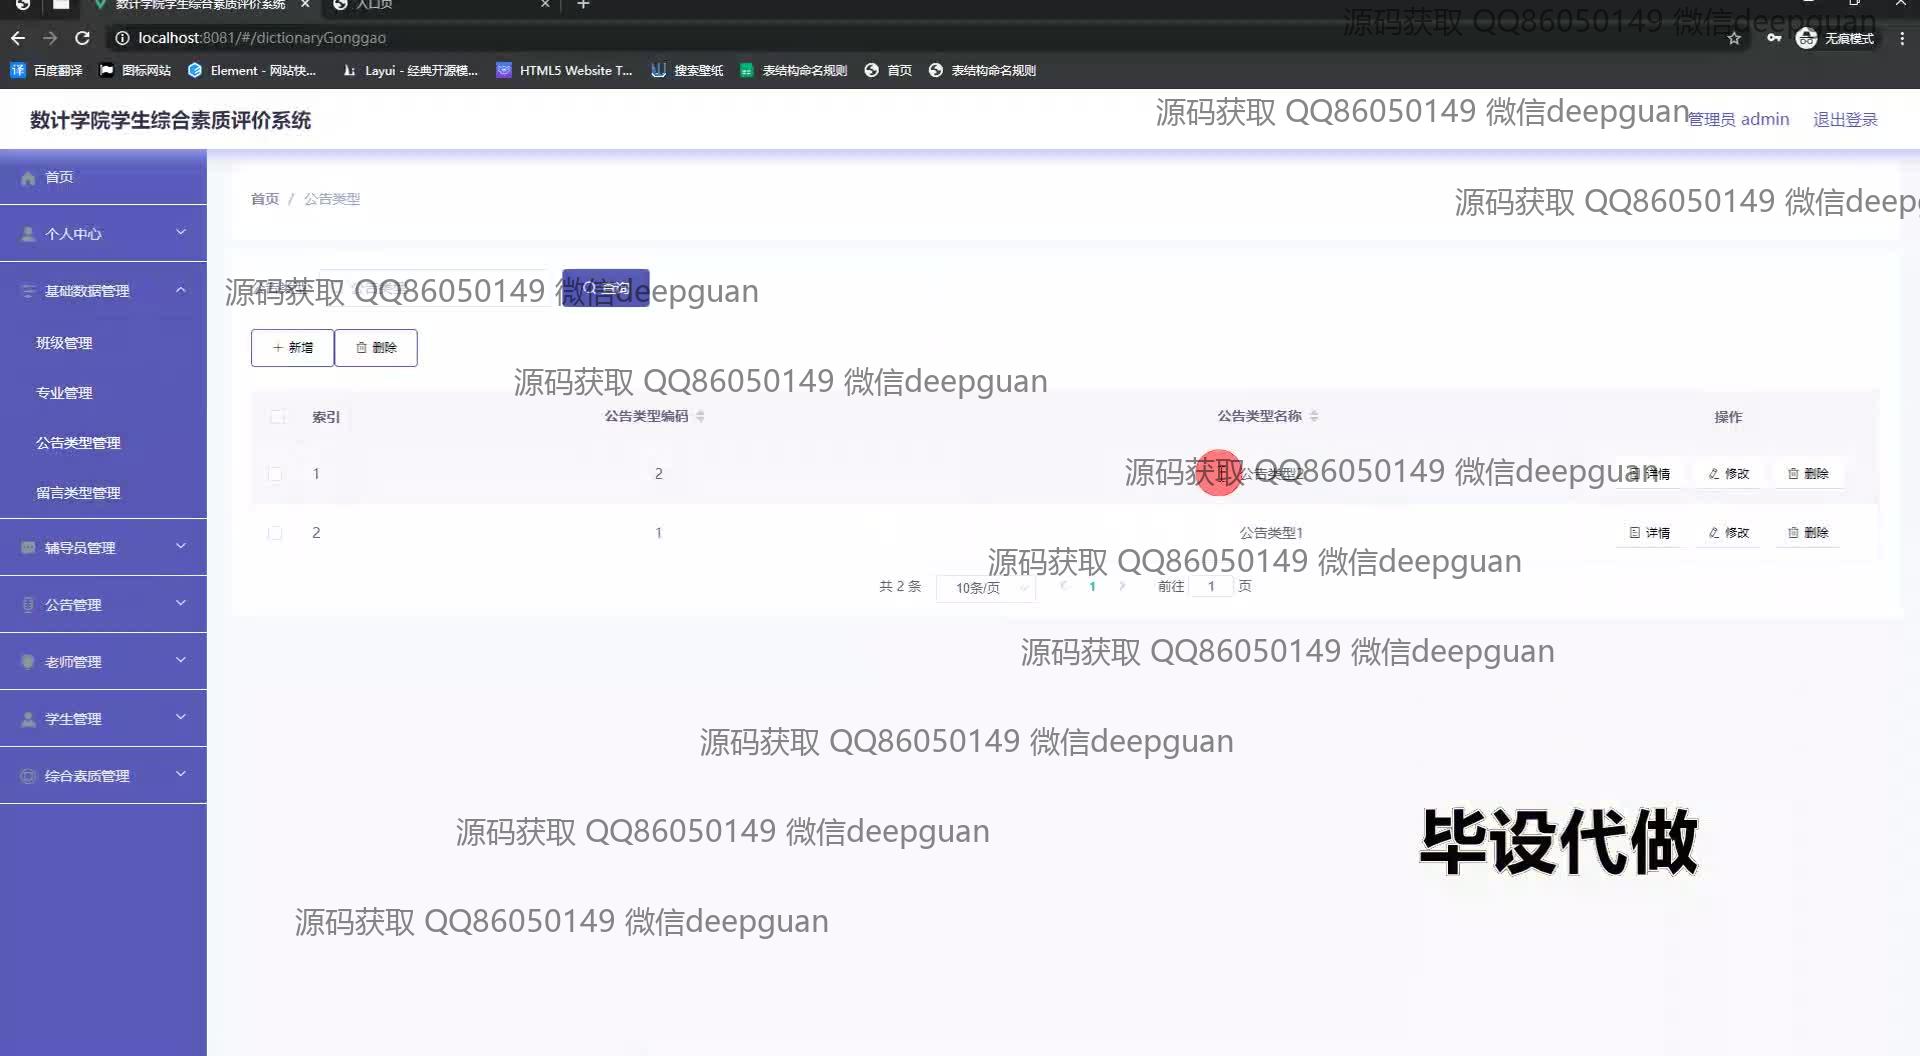 数计学院学生综合素质评价系统
入口页
localhost:8081/#/dictionaryGonggao
无痕模式
源码获取 QQ86050149 微信deepguan
百度翻译
图标网站
Element - 网站快...
Layui - 经典开源模...
HTML5 Website T...
搜索壁纸
表结构命名规则
首页
表结构命名规则
数计学院学生综合素质评价系统
源码获取 QQ86050149 微信deepguan
管理员 admin
退出登录
首页
个人中心
基础数据管理
班级管理
专业管理
公告类型管理
留言类型管理
辅导员管理
公告管理
老师管理
学生管理
综合素质管理
首页 / 公告类型
源码获取 QQ86050149 微信deep
源码获取 QQ86050149 微信deepguan
查询
新增
删除
源码获取 QQ86050149 微信deepguan
索引 公告类型编码 公告类型名称 操作
1 2 公告类型2 详情 修改 删除
源码获取 QQ86050149 微信deepguan
2 1 公告类型1 详情 修改 删除
源码获取 QQ86050149 微信deepguan
共 2 条 10条/页 1 前往 1 页
源码获取 QQ86050149 微信deepguan
源码获取 QQ86050149 微信deepguan
源码获取 QQ86050149 微信deepguan
毕设代做
源码获取 QQ86050149 微信deepguan